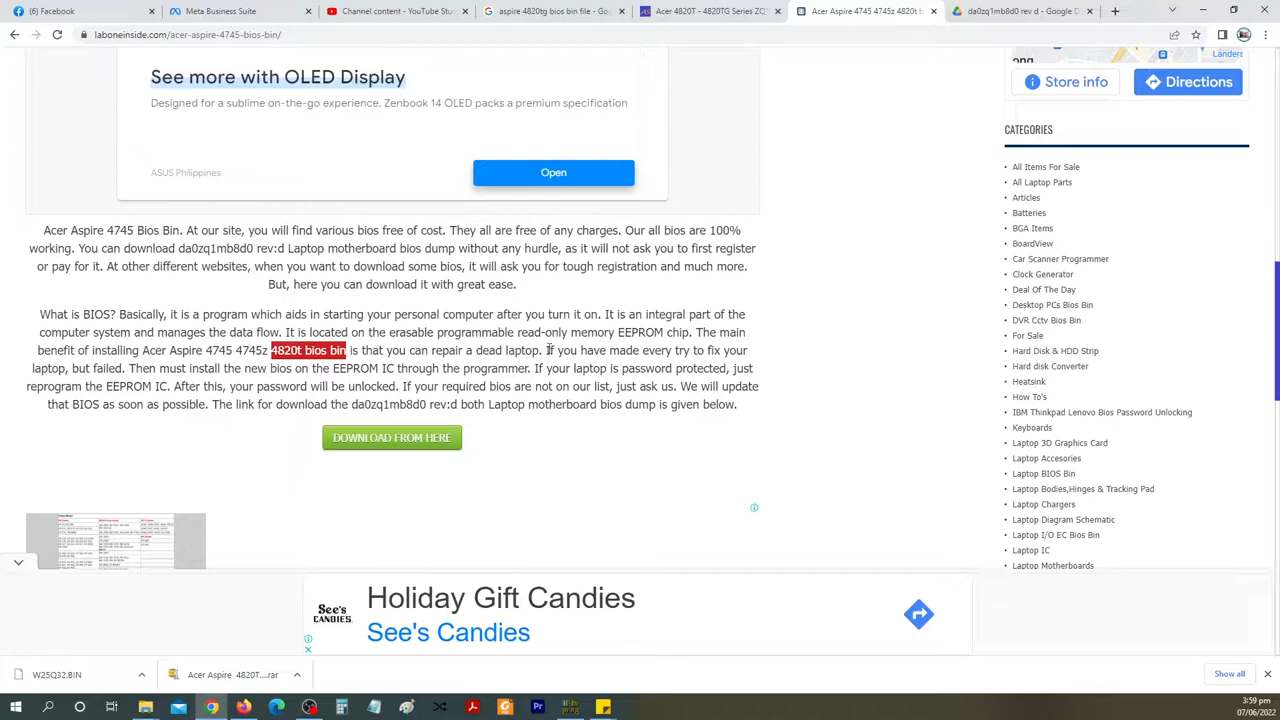 Facebook
Meta Business Suite
Channel content - YouTube Stu
aspire 4820tg bios bin file - Goo
Acer 4820T - 4820TG Series ZQ
Acer Aspire 4745 4745z 4820t b
da0zq1mb8d0 rev - Google D
laboneinside.com/acer-aspire-4745-bios-bin/
See more with OLED Display
Designed for a sublime on-the-go experience. Zenbook 14 OLED packs a premium specification
ASUS Philippines
Open
Acer Aspire 4745 Bios Bin. At our site, you will find various bios free of cost. They all are free of any charges. Our all bios are 100%
working. You can download da0zq1mb8d0 rev:d Laptop motherboard bios dump without any hurdle, as it will not ask you to first register
or pay for it. At other different websites, when you want to download some bios, it will ask you for tough registration and much more.
But, here you can download it with great ease.
What is BIOS? Basically, it is a program which aids in starting your personal computer after you turn it on. It is an integral part of the
computer system and manages the data flow. It is located on the erasable programmable read-only memory EEPROM chip. The main
benefit of installing Acer Aspire 4745 4745z 4820t bios bin is that you can repair a dead laptop. If you have made every try to fix your
laptop, but failed. Then must install the new bios on the EEPROM IC through the programmer. If your laptop is password protected, just
reprogram the EEPROM IC. After this, your password will be unlocked. If your required bios are not on our list, just ask us. We will update
that BIOS as soon as possible. The link for download the da0zq1mb8d0 rev:d both Laptop motherboard bios dump is given below.
DOWNLOAD FROM HERE
Landers
Store info
Directions
CATEGORIES
All Items For Sale
All Laptop Parts
Articles
Batteries
BGA Items
BoardView
Car Scanner Programmer
Clock Generator
Deal Of The Day
Desktop PCs Bios Bin
DVR Cctv Bios Bin
For Sale
Hard Disk & HDD Strip
Hard disk Converter
Heatsink
How To's
IBM Thinkpad Lenovo Bios Password Unlocking
Keyboards
Laptop 3D Graphics Card
Laptop Accesories
Laptop BIOS Bin
Laptop Bodies,Hinges & Tracking Pad
Laptop Chargers
Laptop Diagram Schematic
Laptop I/O EC Bios Bin
Laptop IC
Laptop Motherboards
See's
CANDIES
Holiday Gift Candies
See's Candies
W25Q32.BIN
Acer Aspire 4820T....rar
Show all
3:59 pm
07/06/2022